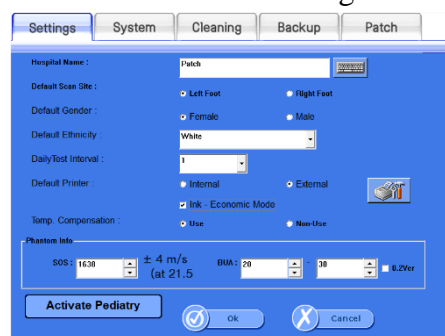 Settings System Cleaning Backup Patch
Hospital Name : Patch
Default Scan Site : Left Foot Right Foot
Default Gender : Female Male
Default Ethnicity : White
DailyTest Interval : 1
Default Printer : Internal External
Ink - Economic Mode
Temp. Compensation : Use Non-Use
Phantom Info
SOS : 1630 ± 4 m/s (at 21.5 BUA : 20 - 30 0.2Ver
Activate Pediatry Ok Cancel